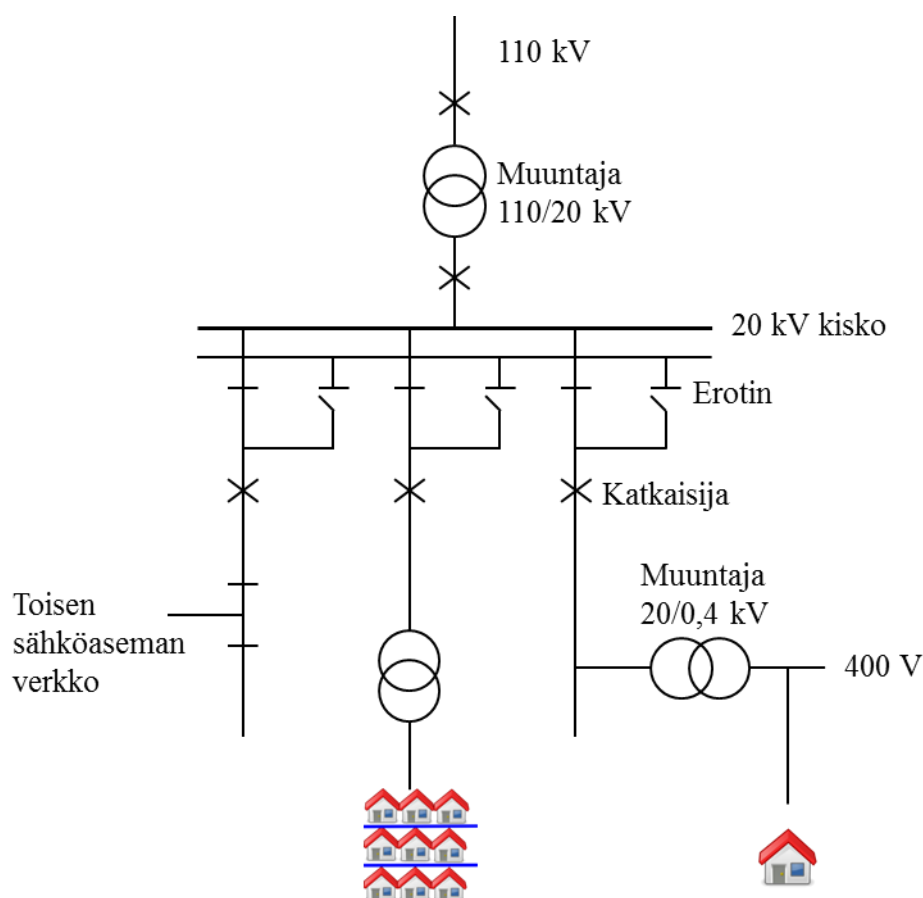 110 kV
Muuntaja
110/20 kV
20 kV kisko
Erotin
Katkaisija
Muuntaja
20/0,4 kV
Toisen
sähköaseman
verkko
400 V